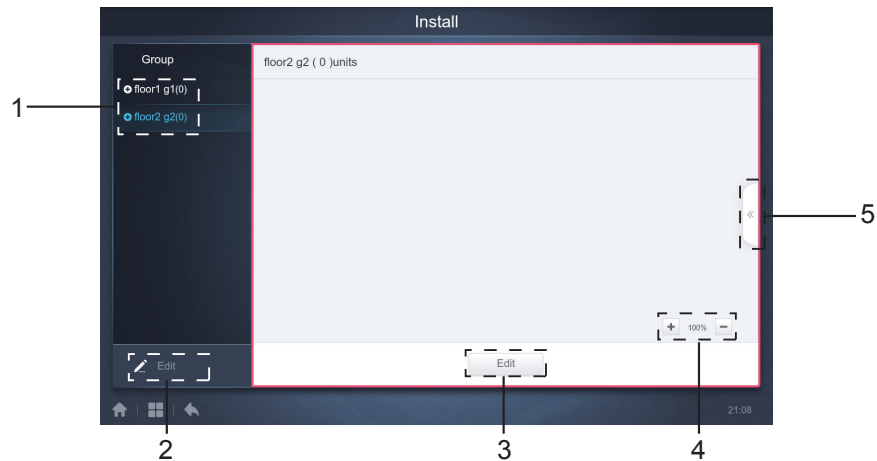 Install
Group
floor2 g2 ( 0 )units
1
floor1 g1(0)
floor2 g2(0)
«
5
+ 100% −
Edit
Edit
21:08
2
3
4